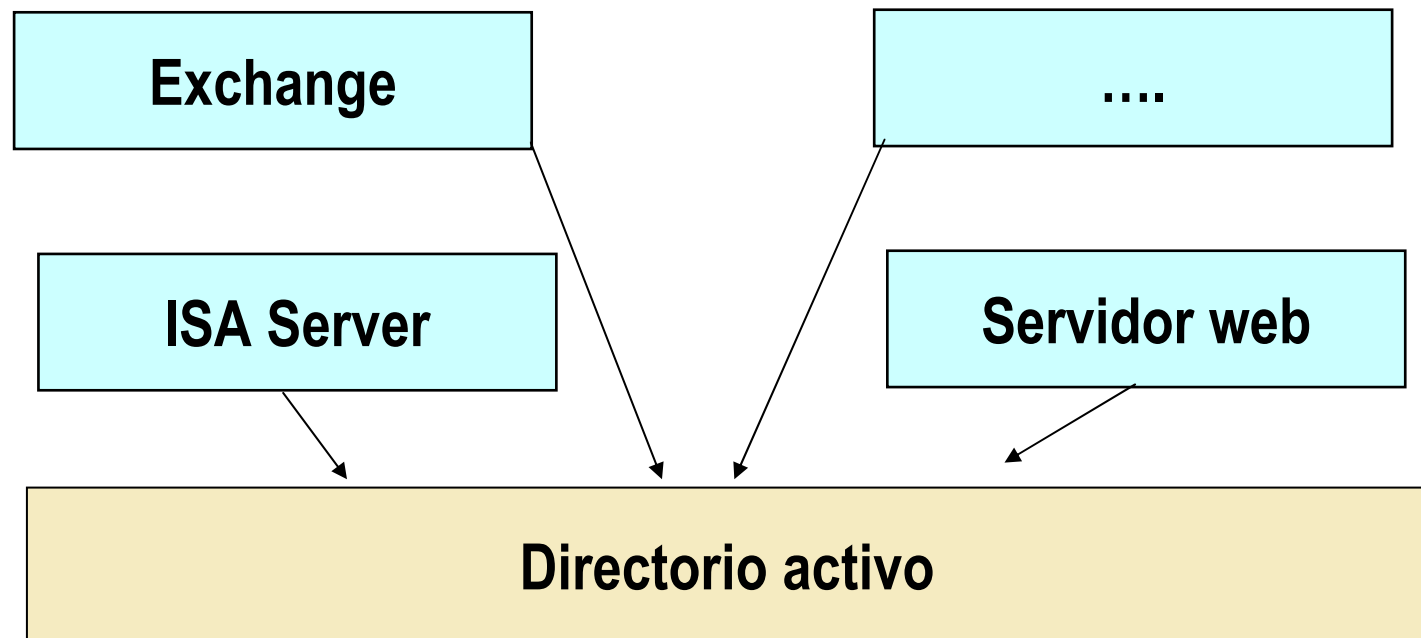 Exchange
....
ISA Server
Servidor web
Directorio activo